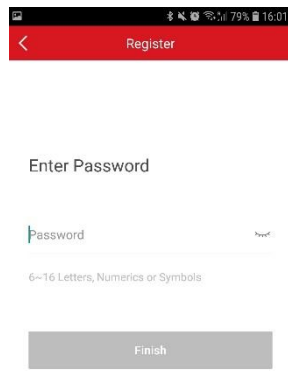 79% 16:01
Register
Enter Password
Password
6~16 Letters, Numerics or Symbols
Finish